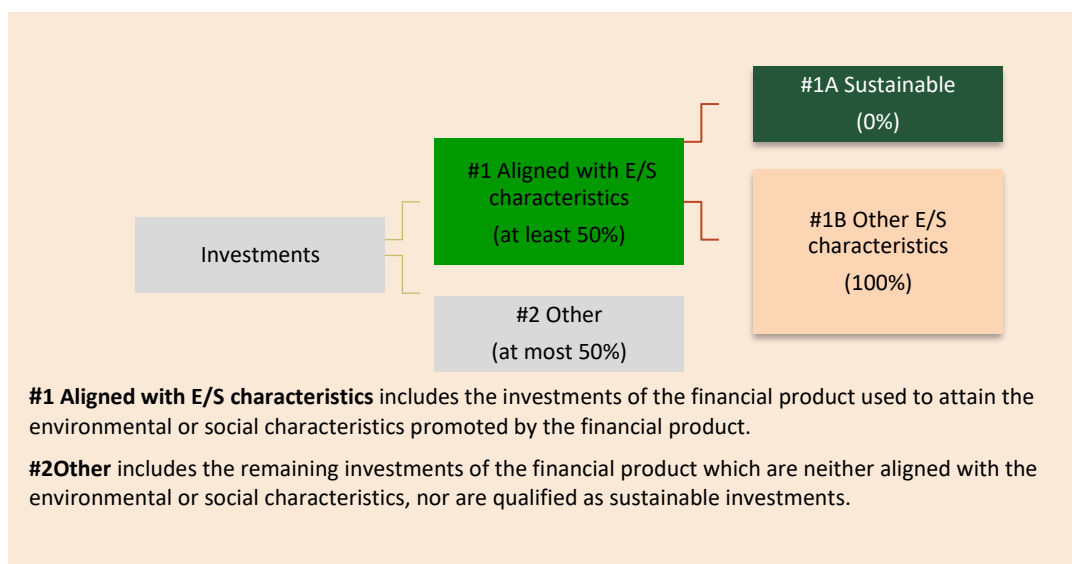 #1A Sustainable
(0%)
#1 Aligned with E/S
characteristics
(at least 50%)
#1B Other E/S
characteristics
(100%)
Investments
#2 Other
(at most 50%)
#1 Aligned with E/S characteristics includes the investments of the financial product used to attain the
environmental or social characteristics promoted by the financial product.
#2Other includes the remaining investments of the financial product which are neither aligned with the
environmental or social characteristics, nor are qualified as sustainable investments.